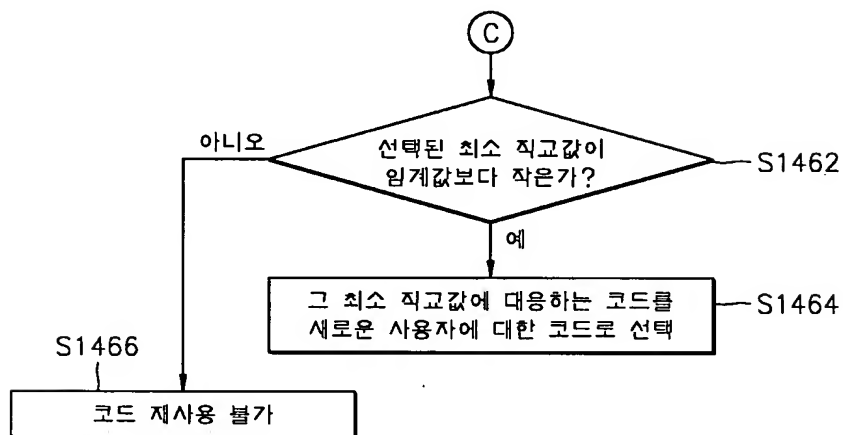 C
아니오
선택된 최소 직교값이
임계값보다 작은가?
S1462
예
그 최소 직교값에 대응하는 코드를
새로운 사용자에 대한 코드로 선택
S1464
S1466
코드 재사용 불가